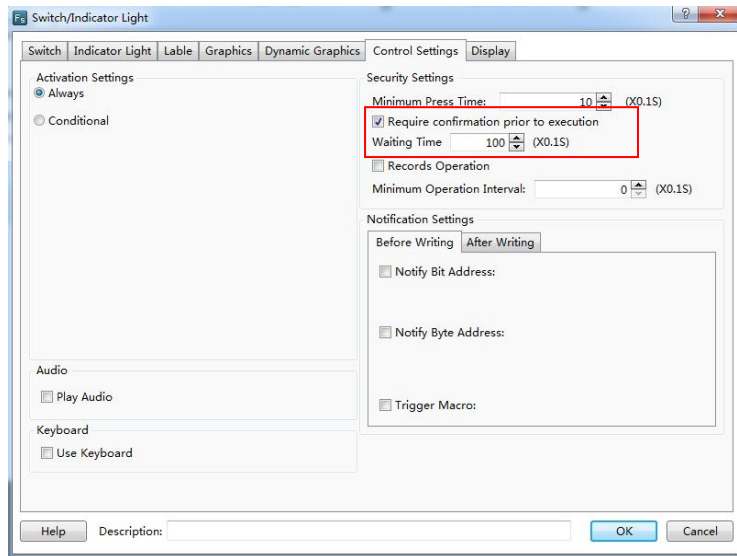 Fs Switch/Indicator Light
Switch Indicator Light Lable Graphics Dynamic Graphics Control Settings Display
Activation Settings
Always
Conditional
Security Settings
Minimum Press Time: 10 (X0.1S)
Require confirmation prior to execution
Waiting Time 100 (X0.1S)
Records Operation
Minimum Operation Interval: 0 (X0.1S)
Notification Settings
Before Writing After Writing
Notify Bit Address:
Notify Byte Address:
Trigger Macro:
Audio
Play Audio
Keyboard
Use Keyboard
Help Description: OK Cancel